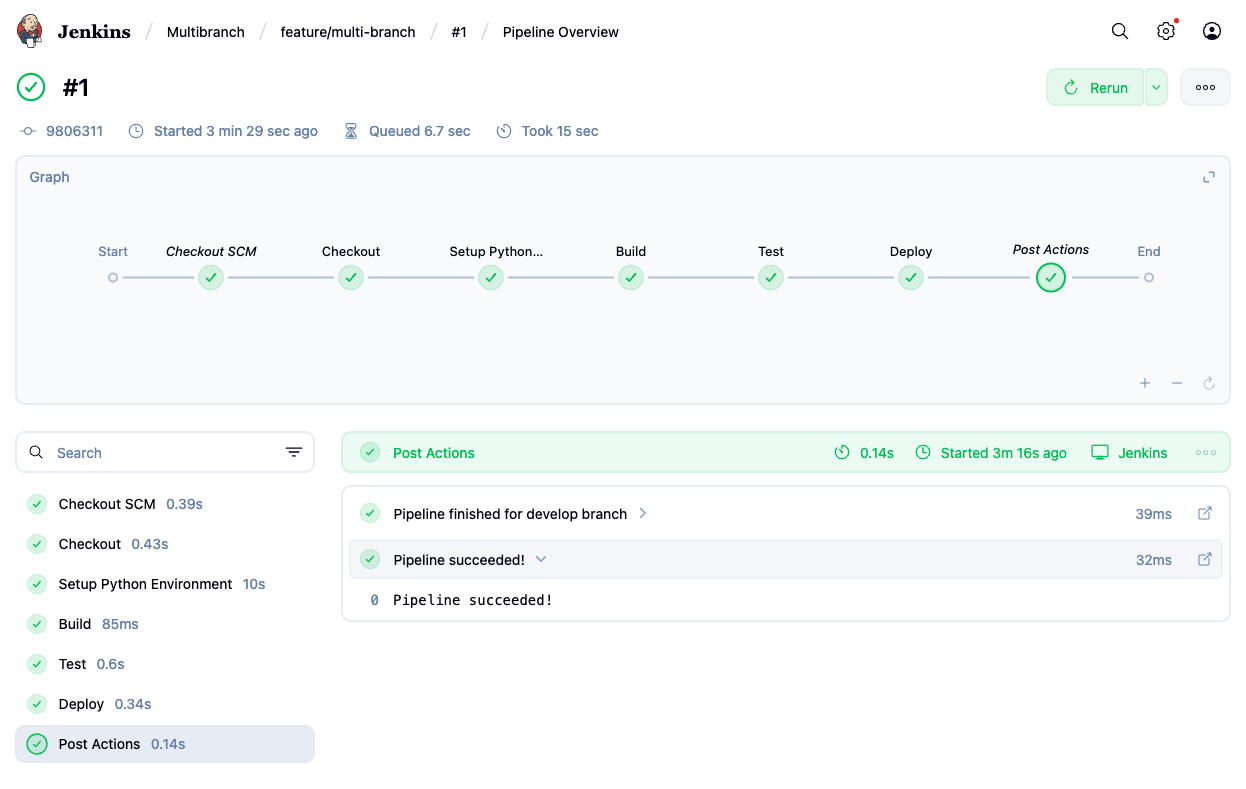 Jenkins / Multibranch / feature/multi-branch / #1 / Pipeline Overview
#1
Rerun
9806311 Started 3 min 29 sec ago Queued 6.7 sec Took 15 sec
Graph
Start Checkout SCM Checkout Setup Python... Build Test Deploy Post Actions End
Search
Checkout SCM 0.39s
Checkout 0.43s
Setup Python Environment 10s
Build 85ms
Test 0.6s
Deploy 0.34s
Post Actions 0.14s
Post Actions 0.14s Started 3m 16s ago Jenkins
Pipeline finished for develop branch 39ms
Pipeline succeeded! 32ms
0 Pipeline succeeded!